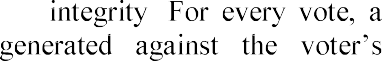 integrity For every vote, a
generated against the voter's